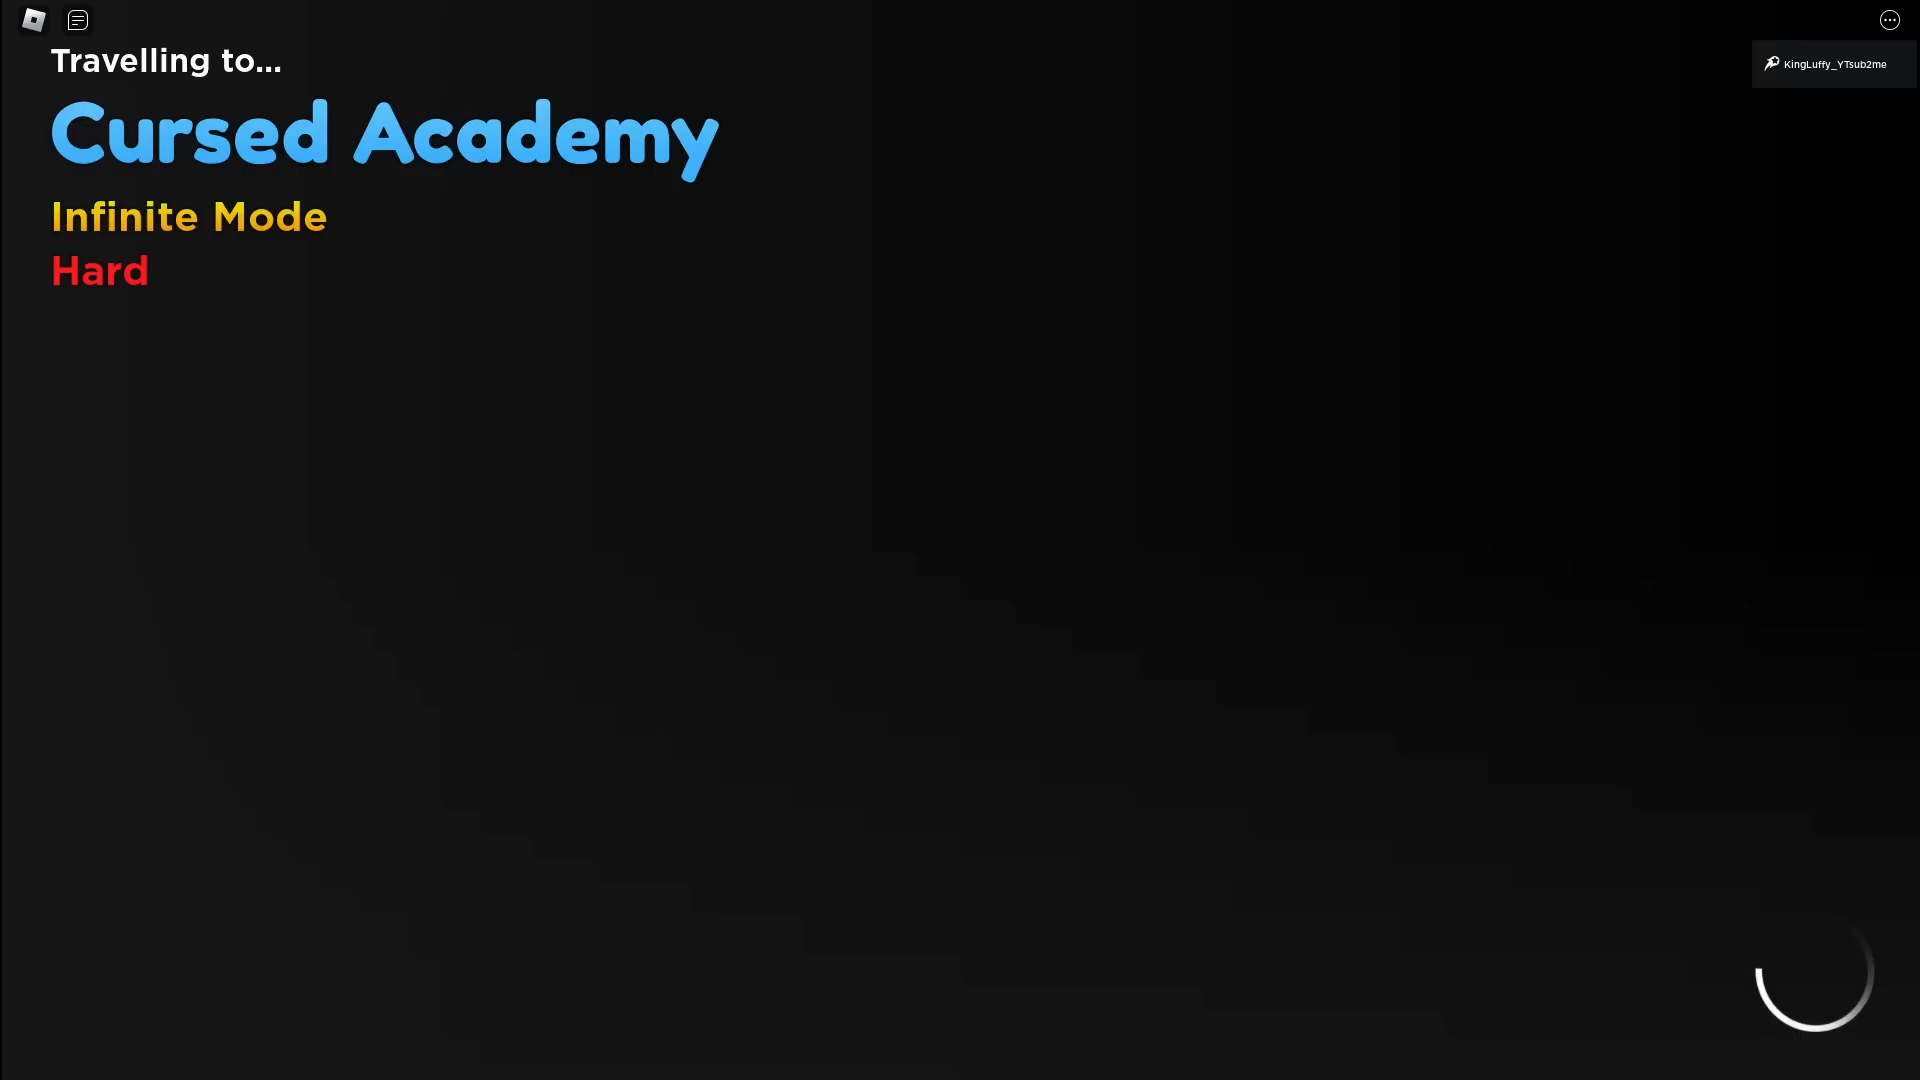 Travelling to...
KingLuffy_YTsub2me
Cursed Academy
Infinite Mode
Hard